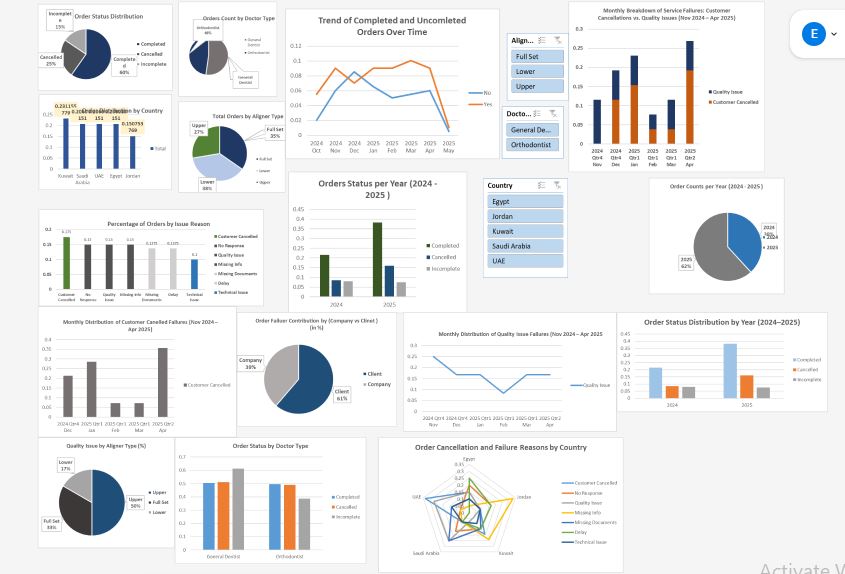 Order Status Distribution
Incomplet
e
15%
Cancelled
25%
Complete
d
60%
Completed
Cancelled
Incomplete
Orders Count by Doctor Type
Orthodontist
General
Dentist
General
Dentist
Orthodontist
Trend of Completed and Uncomleted
Orders Over Time
0.12
0.1
0.08
0.06
0.04
0.02
0
2024
Oct
2024
Nov
2024
Dec
2025
Jan
2025
Feb
2025
Mar
2025
Apr
2025
May
No
Yes
Align...
Full Set
Lower
Upper
Docto...
General De...
Orthodontist
Monthly Breakdown of Service Failures: Customer
Cancellations vs. Quality Issues (Nov 2024 – Apr 2025)
0.3
0.25
0.2
0.15
0.1
0.05
0
2024
Qtr4
Nov
2024
Qtr4
Dec
2025
Qtr1
Jan
2025
Qtr1
Feb
2025
Qtr1
Mar
2025
Qtr2
Apr
Quality Issue
Customer Cancelled
E
Order Distribution by Country
0.231155
779
151
151
151
0.150753
769
0.25
0.2
0.15
0.1
0.05
0
Kuwait
Saudi
Arabia
UAE
Egypt
Jordan
Total
Total Orders by Aligner Type
Upper
27%
Full Set
35%
Lower
38%
Full Set
Lower
Upper
Orders Status per Year (2024 -
2025 )
0.45
0.4
0.35
0.3
0.25
0.2
0.15
0.1
0.05
0
2024
2025
Completed
Cancelled
Incomplete
Country
Egypt
Jordan
Kuwait
Saudi Arabia
UAE
Order Counts per Year (2024 - 2025 )
2024
2025
62%
2024
2025
Percentage of Orders by Issue Reason
0.2
0.15
0.1
0.05
0
0.175
0.15
0.15
0.15
0.1375
0.1375
0.1
Customer
Cancelled
No
Response
Quality
Issue
Missing Info
Missing
Documents
Delay
Technical
Issue
Customer Cancelled
No Response
Quality Issue
Missing Info
Missing Documents
Delay
Technical Issue
Monthly Distribution of Customer Canelled Failures (Nov 2024 –
Apr 2025)
0.4
0.35
0.3
0.25
0.2
0.15
0.1
0.05
0
2024 Qtr4
Dec
2025 Qtr1
Jan
2025 Qtr1
Feb
2025 Qtr1
Mar
2025 Qtr2
Apr
Customer Cancelled
Order Failuer Contribution by (Company vs Clinet )
(in %)
Company
39%
Client
61%
Client
Company
Monthly Distribution of Quality Issue Failures (Nov 2024 – Apr 2025
0.3
0.25
0.2
0.15
0.1
0.05
0
2024 Qtr4
Nov
2024 Qtr4
Dec
2025 Qtr1
Jan
2025 Qtr1
Feb
2025 Qtr1
Mar
2025 Qtr2
Apr
Quality Issue
Order Status Distribution by Year (2024–2025)
0.45
0.4
0.35
0.3
0.25
0.2
0.15
0.1
0.05
0
2024
2025
Completed
Cancelled
Incomplete
Quality Issue by Aligner Type (%)
Lower
17%
Upper
50%
Full Set
33%
Upper
Full Set
Lower
Order Status by Doctor Type
0.7
0.6
0.5
0.4
0.3
0.2
0.1
0
General Dentist
Orthodontist
Completed
Cancelled
Incomplete
Order Cancellation and Failure Reasons by Country
Egypt
Jordan
Kuwait
Saudi Arabia
UAE
Customer Cancelled
No Response
Quality Issue
Missing Info
Missing Documents
Delay
Technical Issue
Activate W